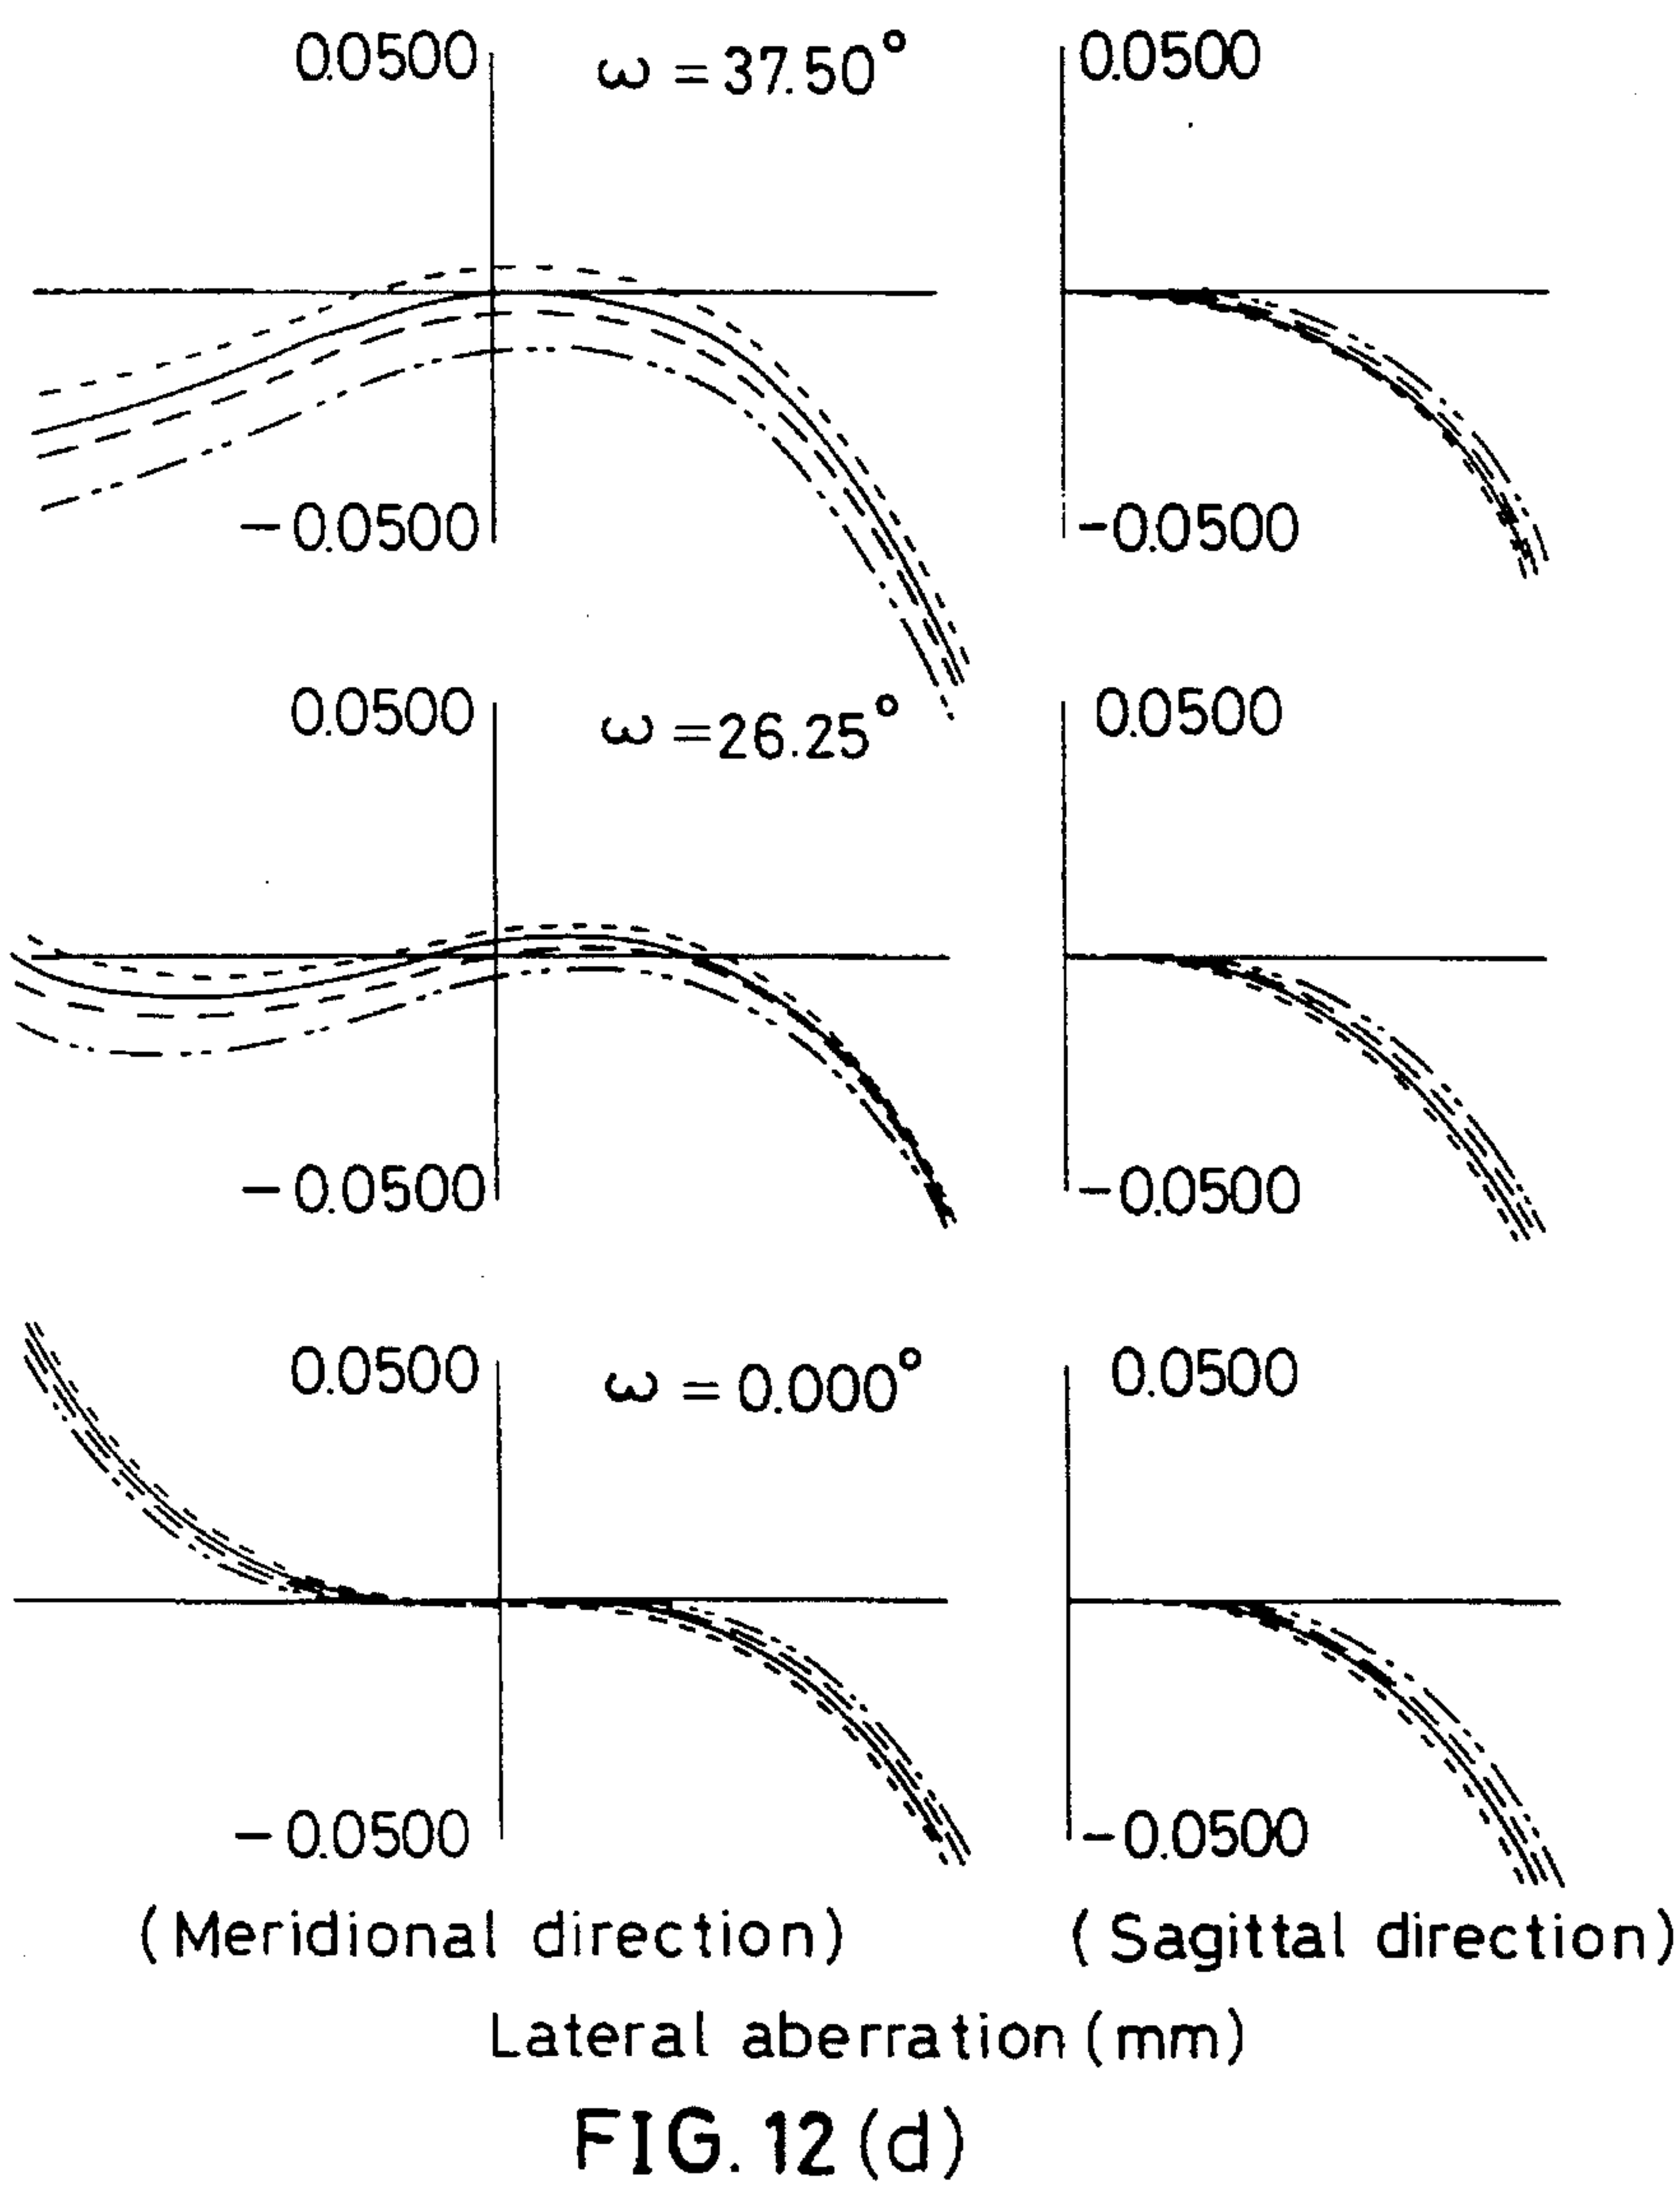 0.0500 ω = 37.50° 0.0500
-0.0500 -0.0500
0.0500 ω = 26.25° 0.0500
-0.0500 -0.0500
0.0500 ω = 0.000° 0.0500
-0.0500 -0.0500
(Meridional direction) (Sagittal direction)
Lateral aberration (mm)
FIG. 12 (d)